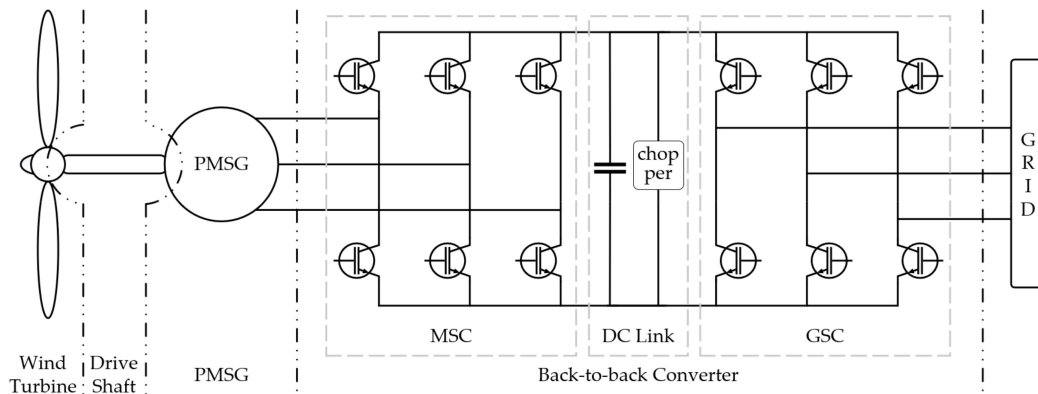 PMSG
chop
per
G
R
I
D
MSC
DC Link
GSC
Wind
Turbine
Drive
Shaft
PMSG
Back-to-back Converter